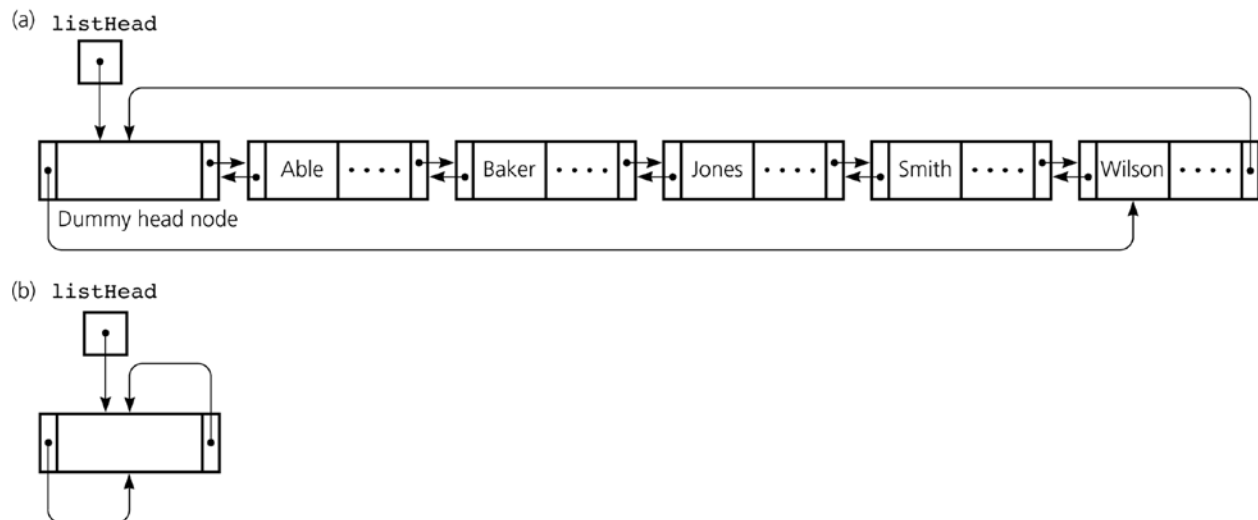 (a) listHead
Able •••• Baker •••• Jones •••• Smith •••• Wilson ••••
Dummy head node
(b) listHead